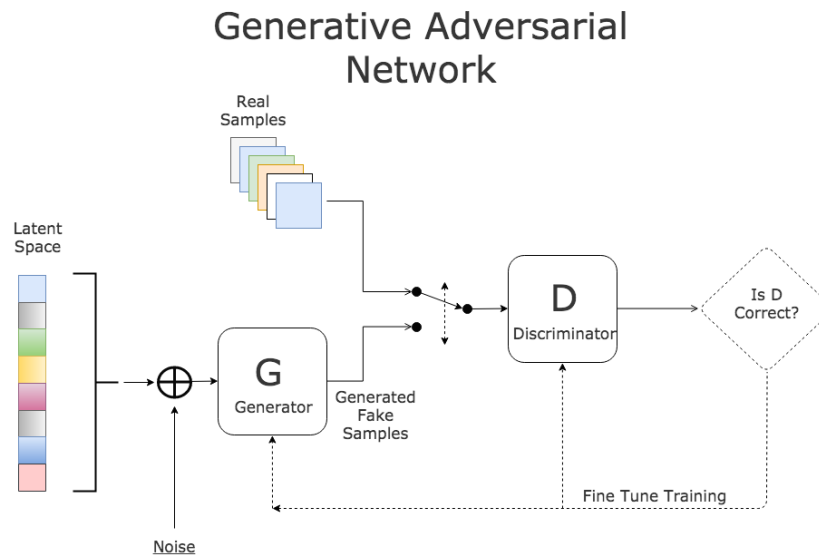 Generative Adversarial
Network
Real
Samples
Latent
Space
G
Generator
Generated
Fake
Samples
D
Discriminator
Is D
Correct?
Fine Tune Training
Noise